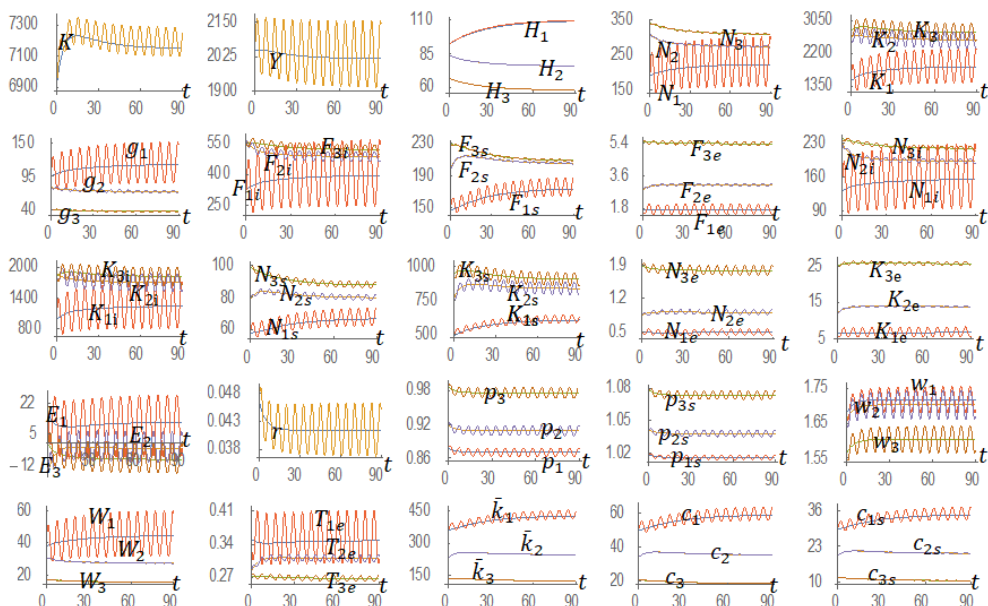 7300
7100
6900
K
0 30 60 90
t
2150
2025
1900
Y
0 30 60 90
t
110
85
60
H₁
H₂
H₃
0 30 60 90
t
350
250
150
N₂
N₃
N₁
0 30 60 90
t
3050
2200
1350
K₃
K₂
K₁
0 30 60 90
t
150
95
40
g₁
g₂
g₃
0 30 60 90
t
550
400
250
F₃ᵢ
F₂ᵢ
F₁ᵢ
0 30 60 90
t
230
190
150
F₃ₛ
F₂ₛ
F₁ₛ
0 30 60 90
t
5.4
3.6
1.8
F₃ₑ
F₂ₑ
F₁ₑ
0 30 60 90
t
230
160
90
N₃ᵢ
N₂ᵢ
N₁ᵢ
0 30 60 90
t
2000
1400
800
K₃ᵢ
K₂ᵢ
K₁ᵢ
0 30 60 90
t
100
80
60
N₃ₛ
N₂ₛ
N₁ₛ
0 30 60 90
t
1000
750
500
K₃ₛ
K₂ₛ
K₁ₛ
0 30 60 90
t
1.9
1.2
0.5
N₃ₑ
N₂ₑ
N₁ₑ
0 30 60 90
t
25
15
5
K₃ₑ
K₂ₑ
K₁ₑ
0 30 60 90
t
22
5
−12
E₁
E₂
E₃
0 30 60 90
t
0.048
0.043
0.038
r
0 30 60 90
t
0.98
0.92
0.86
p₃
p₂
p₁
0 30 60 90
t
1.08
1.05
1.02
p₃ₛ
p₂ₛ
p₁ₛ
0 30 60 90
t
1.75
1.65
1.55
w₁
w₂
w₃
0 30 60 90
t
60
40
20
W₁
W₂
W₃
0 30 60 90
t
0.41
0.34
0.27
T₁ₑ
T₂ₑ
T₃ₑ
0 30 60 90
t
450
300
150
k̄₁
k̄₂
k̄₃
0 30 60 90
t
60
40
20
c₁
c₂
c₃
0 30 60 90
t
36
22
10
c₁ₛ
c₂ₛ
c₃ₛ
0 30 60 90
t